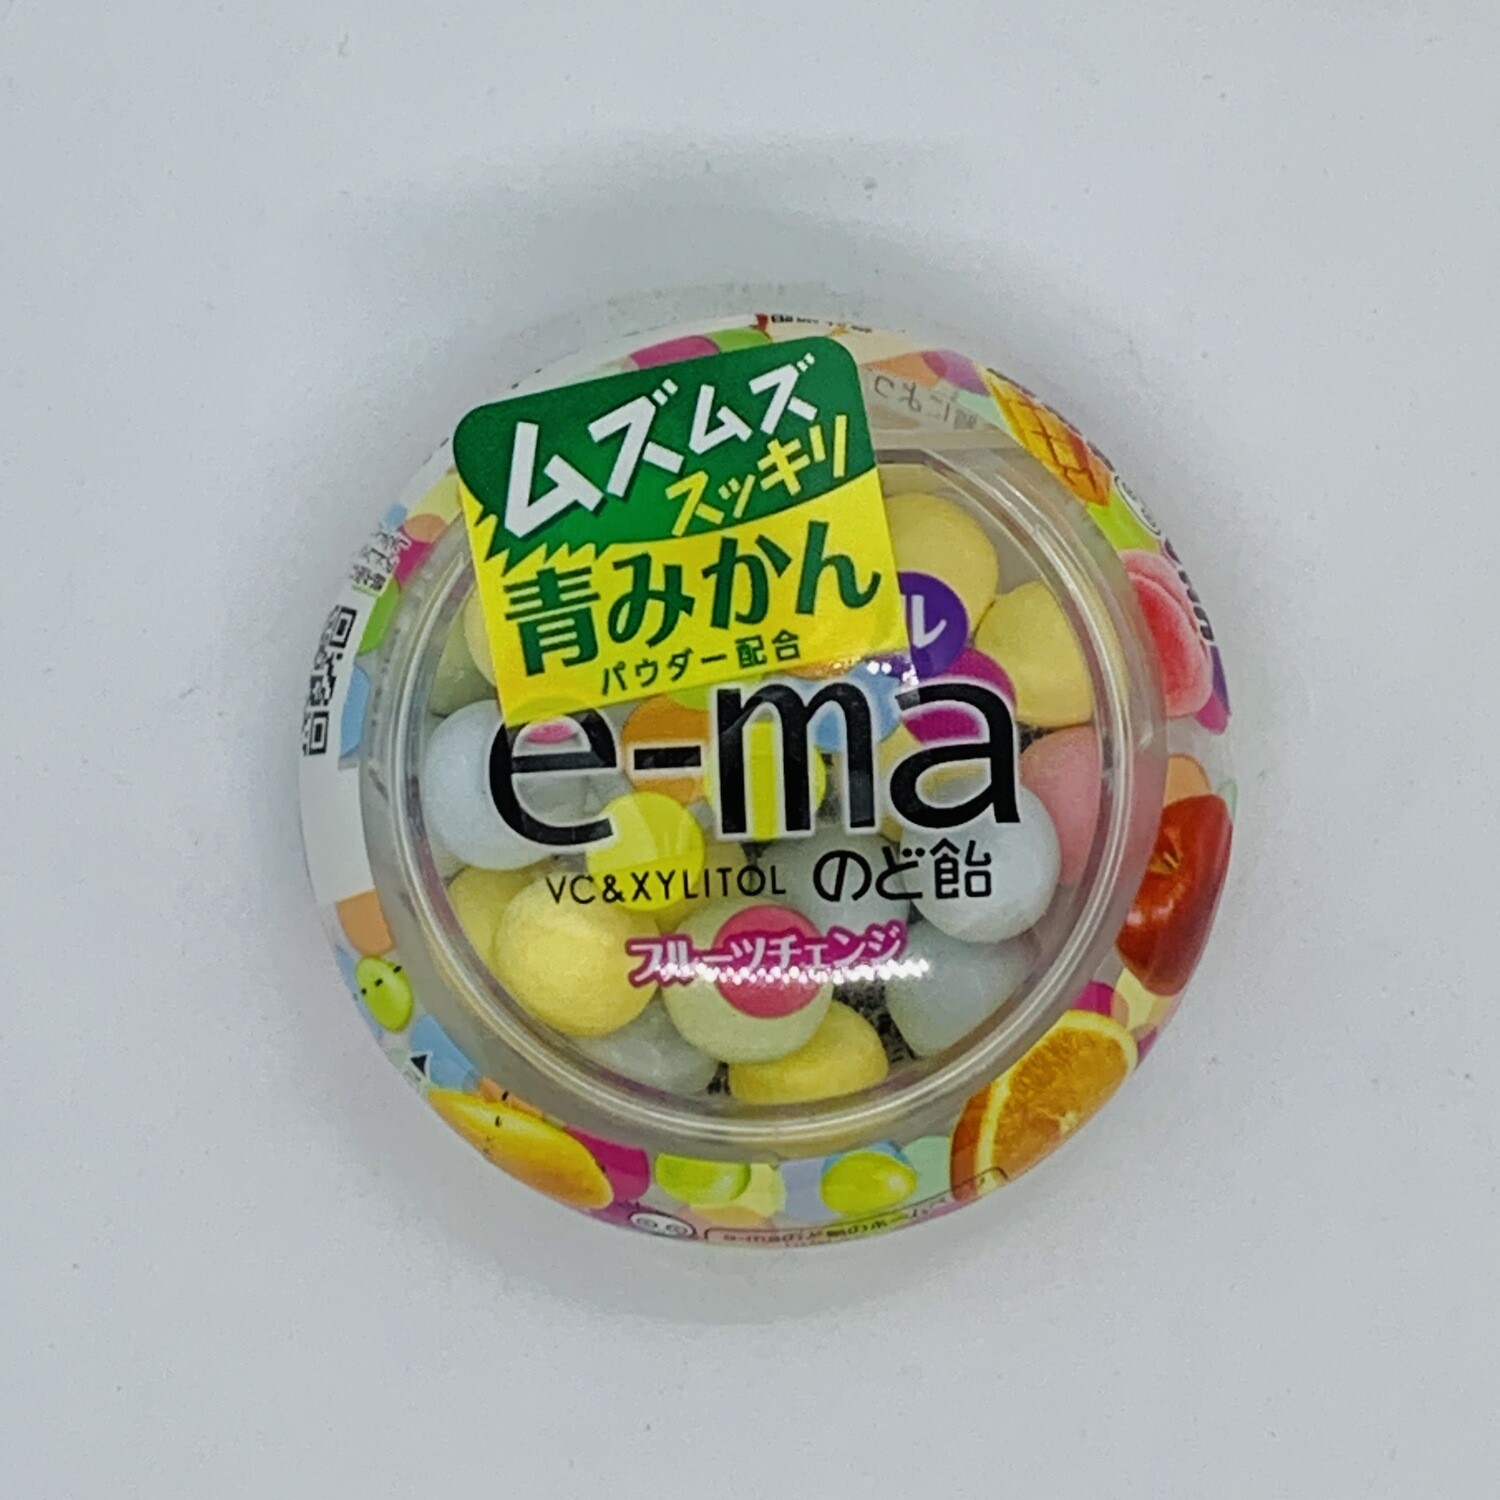 ムズムズ
スッキリ
青みかん
パウダー配合
ル
e-ma
VC&XYLITOL のど飴
フルーツチェンジ